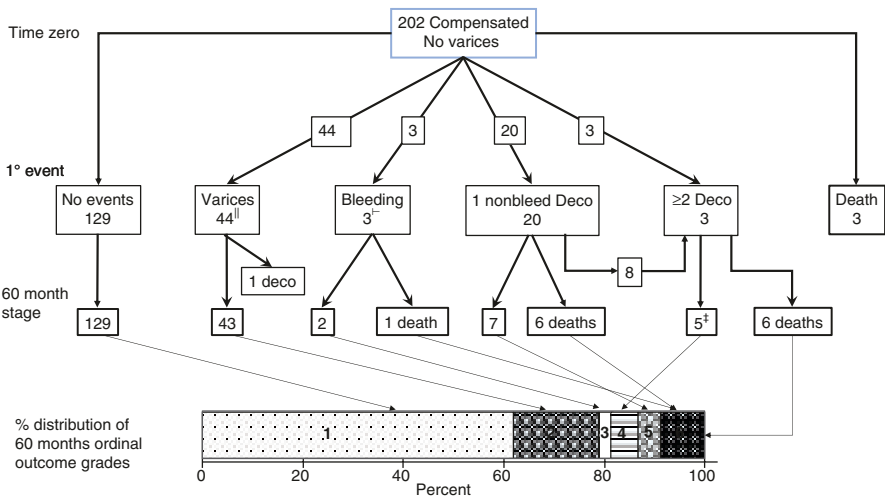 Time zero
202 Compensated
No varices
44
3
20
3
1° event
No events
129
Varices
44||
Bleeding
3⊢
1 nonbleed Deco
20
≥2 Deco
3
Death
3
1 deco
8
60 month
stage
129
43
2
1 death
7
6 deaths
5‡
6 deaths
% distribution of
60 months ordinal
outcome grades
1
2
3
4
5
0
20
40
60
80
100
Percent